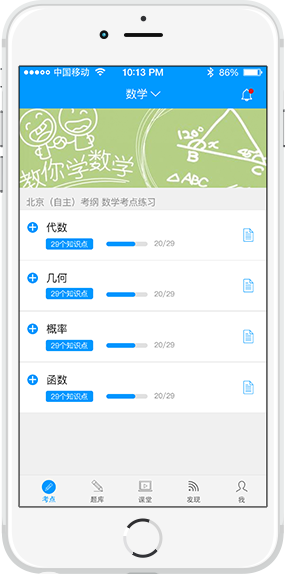 中国移动 10:13 PM 86%
数学
教你学数学
120°
B
x
C
△ABC
北京（自主）考纲 数学考点练习
代数
29个知识点 20/29
几何
29个知识点 20/29
概率
29个知识点 20/29
函数
29个知识点 20/29
考点 题库 课堂 发现 我